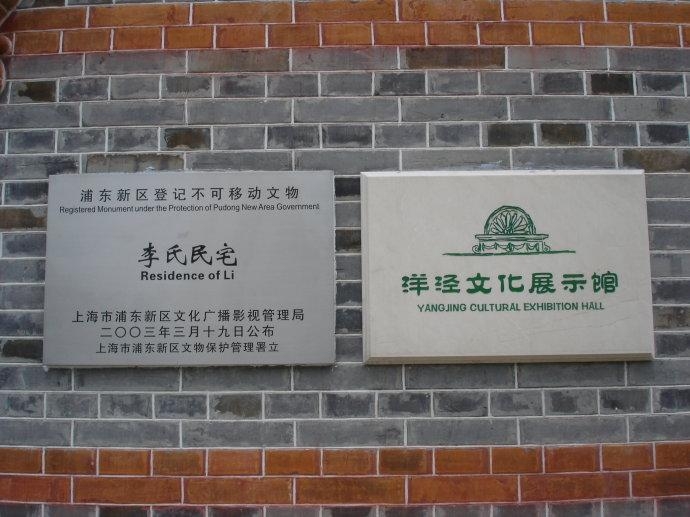 浦东新区登记不可移动文物
Registered Monument under the Protection of Pudong New Area Government
李氏民宅
Residence of Li
上海市浦东新区文化广播影视管理局
二〇〇三年三月十九日公布
上海市浦东新区文物保护管理署立
洋泾文化展示馆
YANGJING CULTURAL EXHIBITION HALL